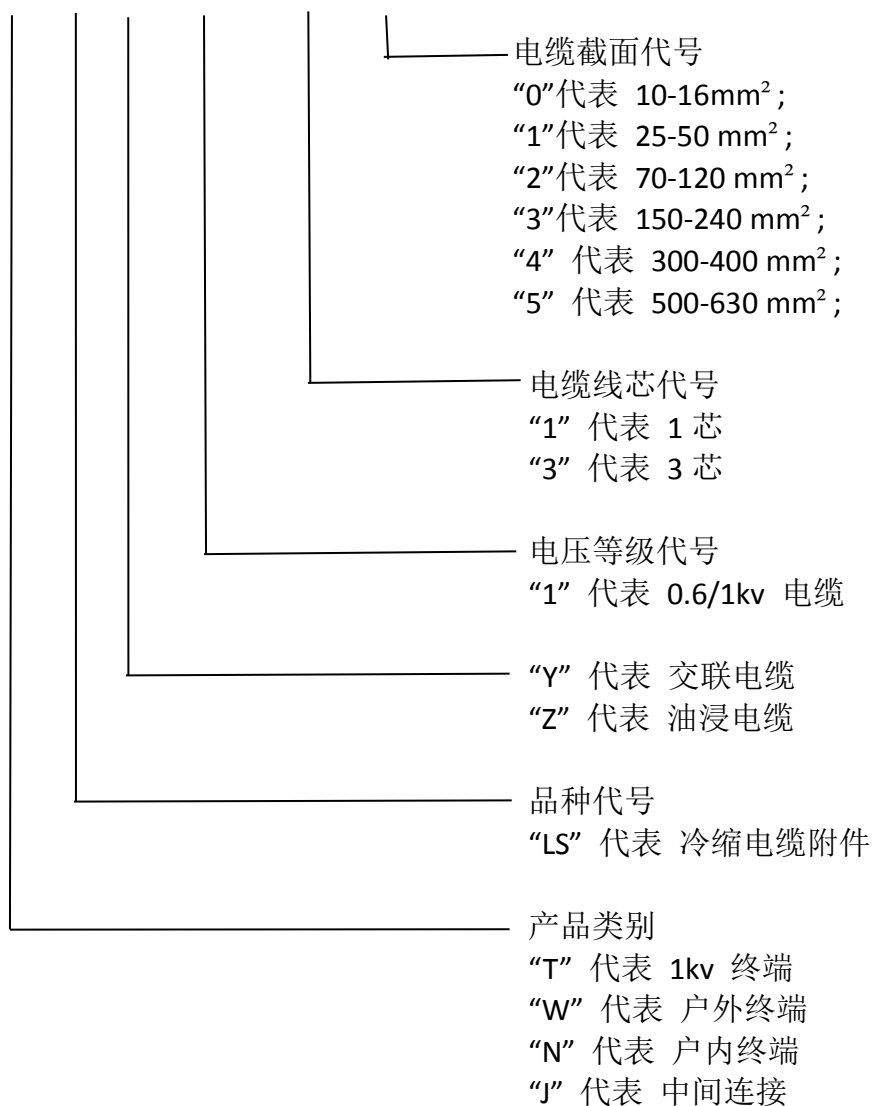 电缆截面代号
“0”代表 10-16mm²;
“1”代表 25-50 mm²;
“2”代表 70-120 mm²;
“3”代表 150-240 mm²;
“4” 代表 300-400 mm²;
“5” 代表 500-630 mm²;
电缆线芯代号
“1” 代表 1 芯
“3” 代表 3 芯
电压等级代号
“1” 代表 0.6/1kv 电缆
“Y” 代表 交联电缆
“Z” 代表 油浸电缆
品种代号
“LS” 代表 冷缩电缆附件
产品类别
“T” 代表 1kv 终端
“W” 代表 户外终端
“N” 代表 户内终端
“J” 代表 中间连接